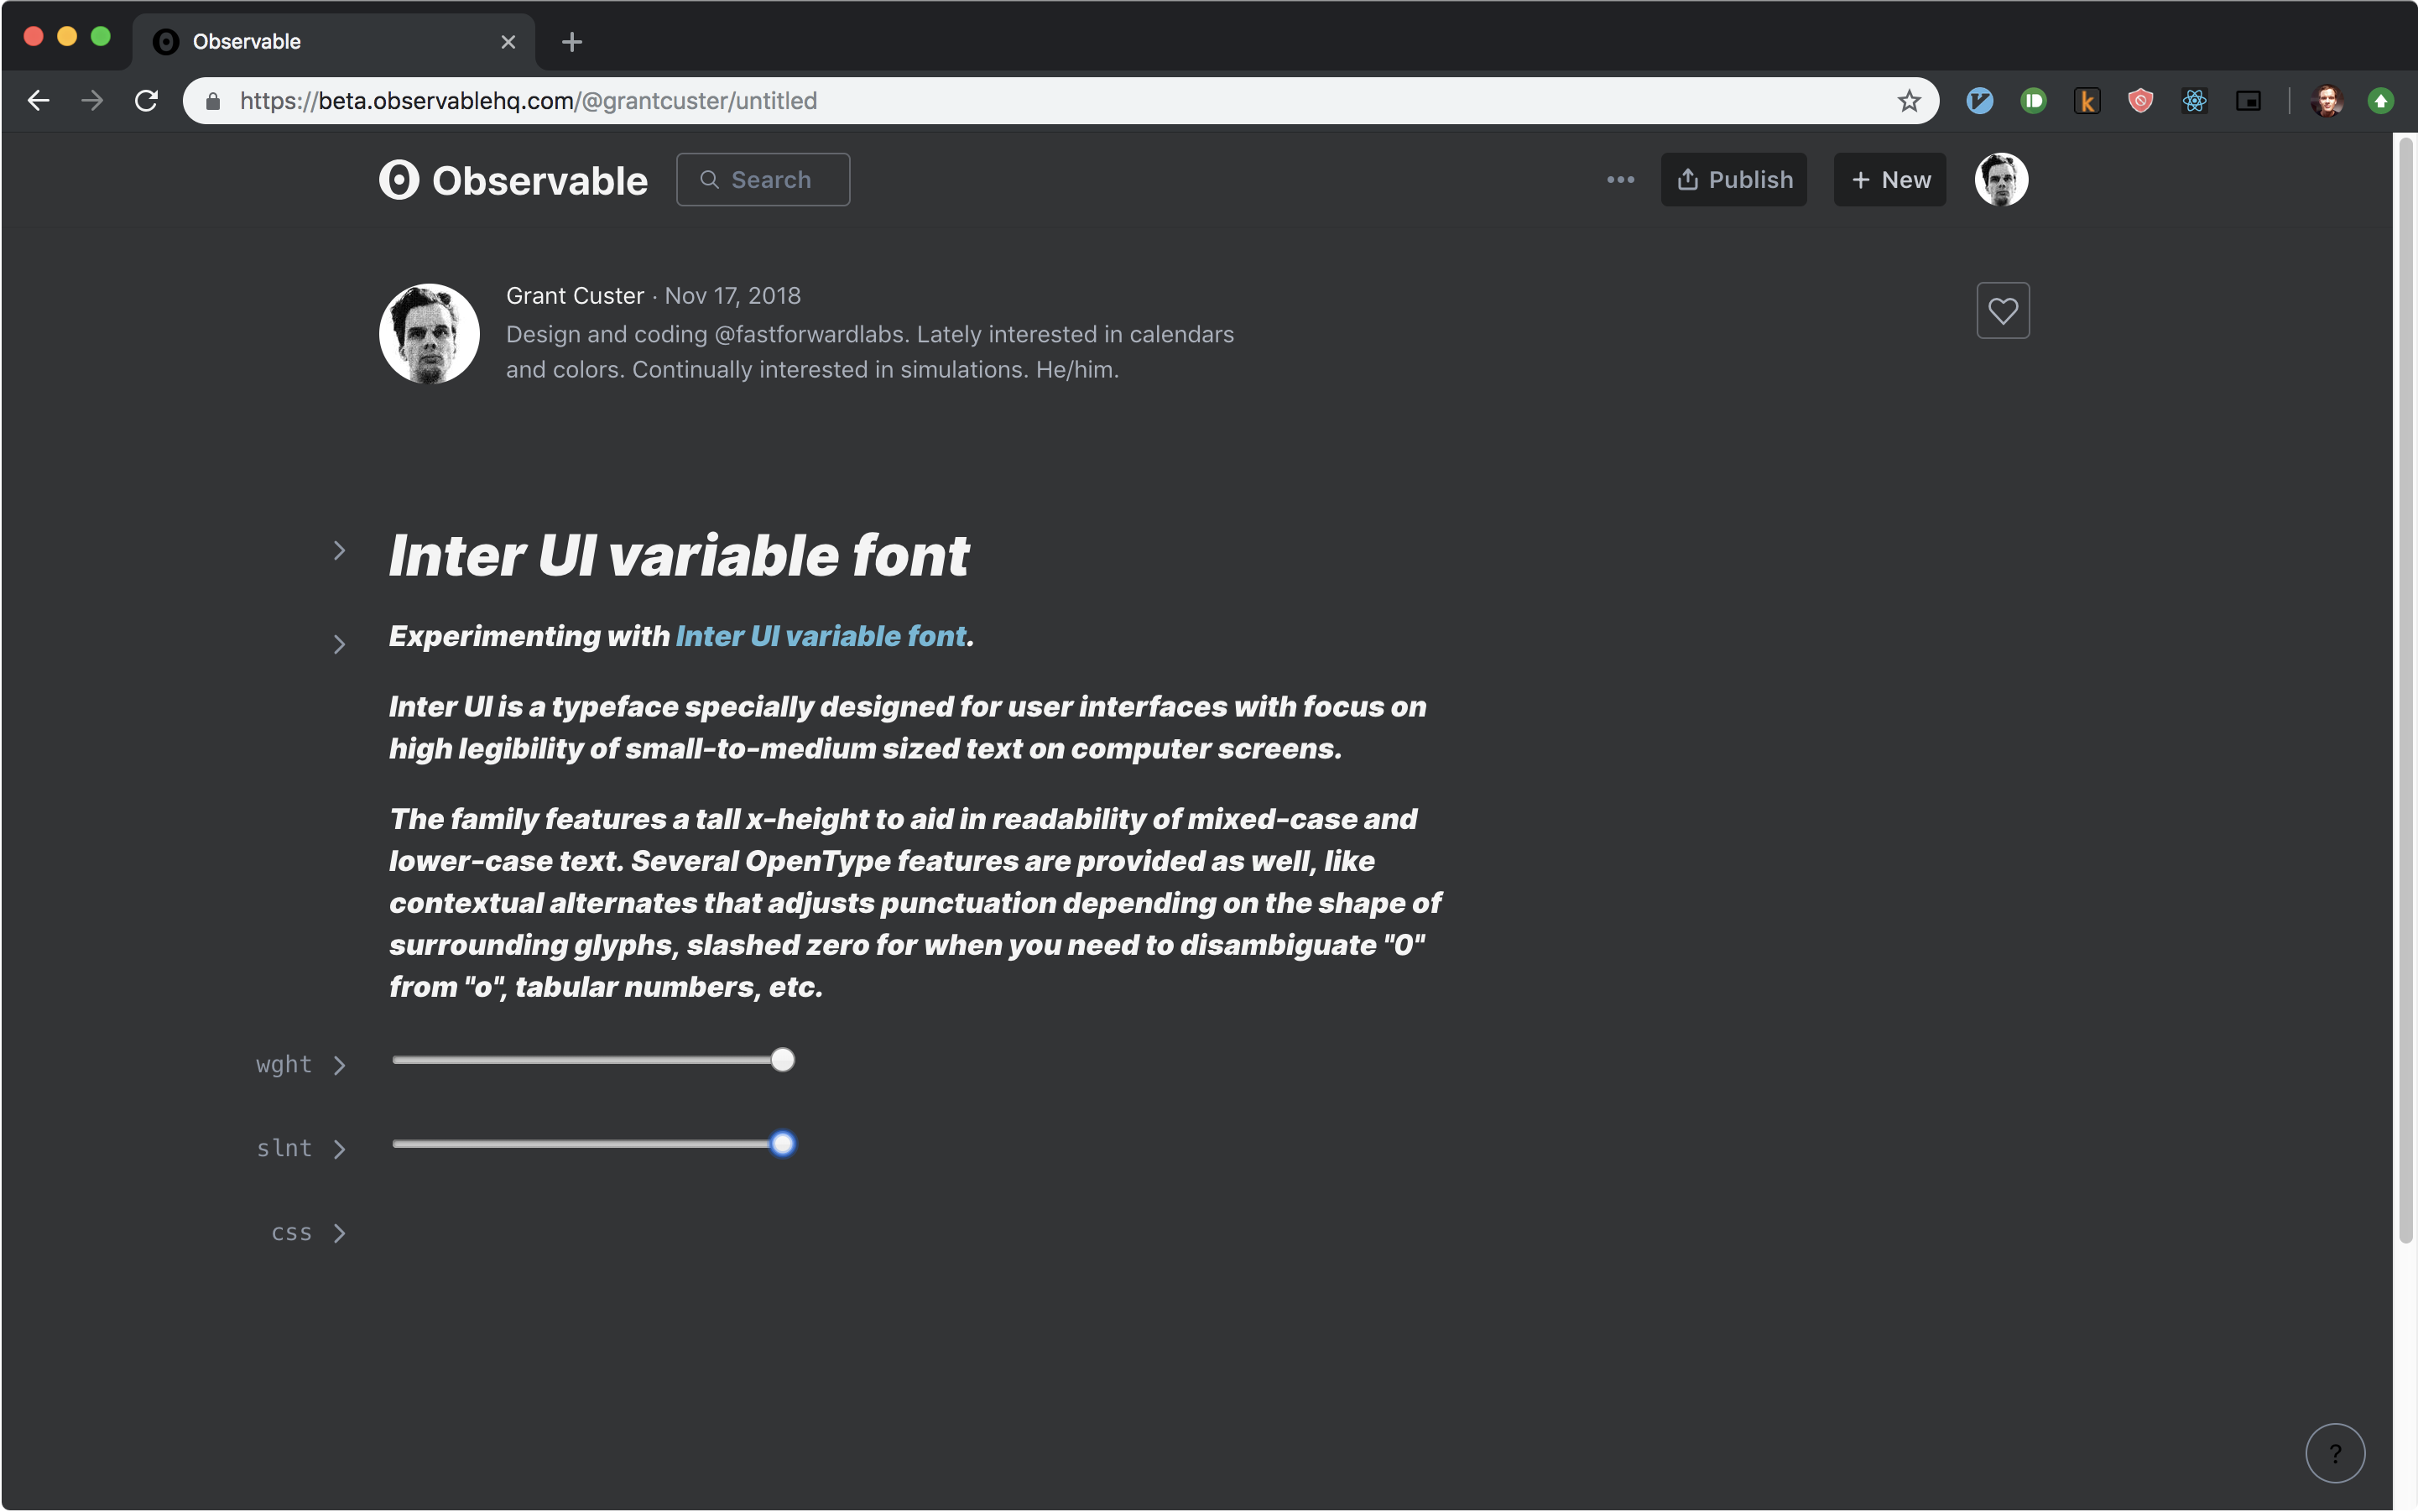 Observable
https://beta.observablehq.com/@grantcuster/untitled
Observable
Search
Publish
+ New
Grant Custer · Nov 17, 2018
Design and coding @fastforwardlabs. Lately interested in calendars
and colors. Continually interested in simulations. He/him.
Inter UI variable font
Experimenting with Inter UI variable font.
Inter UI is a typeface specially designed for user interfaces with focus on
high legibility of small-to-medium sized text on computer screens.
The family features a tall x-height to aid in readability of mixed-case and
lower-case text. Several OpenType features are provided as well, like
contextual alternates that adjusts punctuation depending on the shape of
surrounding glyphs, slashed zero for when you need to disambiguate "0"
from "o", tabular numbers, etc.
wght
slnt
css
?